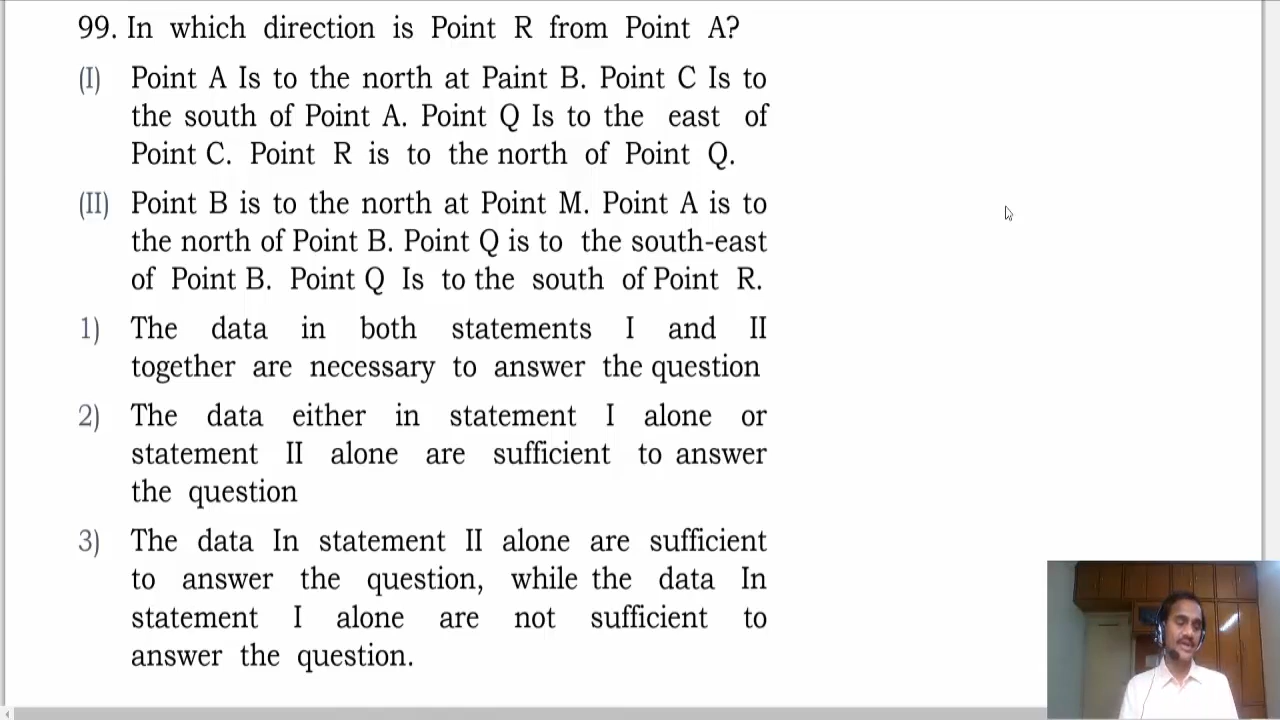 99. In which direction is Point R from Point A?
(I) Point A Is to the north at Paint B. Point C Is to
the south of Point A. Point Q Is to the east of
Point C. Point R is to the north of Point Q.
(II) Point B is to the north at Point M. Point A is to
the north of Point B. Point Q is to the south-east
of Point B. Point Q Is to the south of Point R.
1) The data in both statements I and II
together are necessary to answer the question
2) The data either in statement I alone or
statement II alone are sufficient to answer
the question
3) The data In statement II alone are sufficient
to answer the question, while the data In
statement I alone are not sufficient to
answer the question.